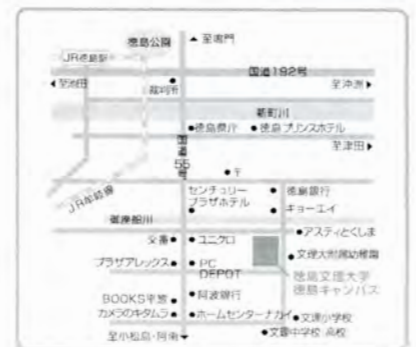 徳島公園
▲至鳴門
JR徳島駅
国道192号
◀至池田
裁判所
至沖洲▶
新町川
●徳島県庁
●徳島プリンスホテル
国道55号
至津田▶
●〒
JR牟岐線
センチュリープラザホテル
徳島銀行
キョーエイ
御座船川
●アスティとくしま
交番●
●ユニクロ
●文理大附属幼稚園
プラザアレックス●
●PC DEPOT
徳島文理大学
徳島キャンパス
BOOKS平惣●
●阿波銀行
カメラのキタムラ●
●ホームセンターナカイ
●文理小学校
●文理中学校 高校
至小松島・阿南▼